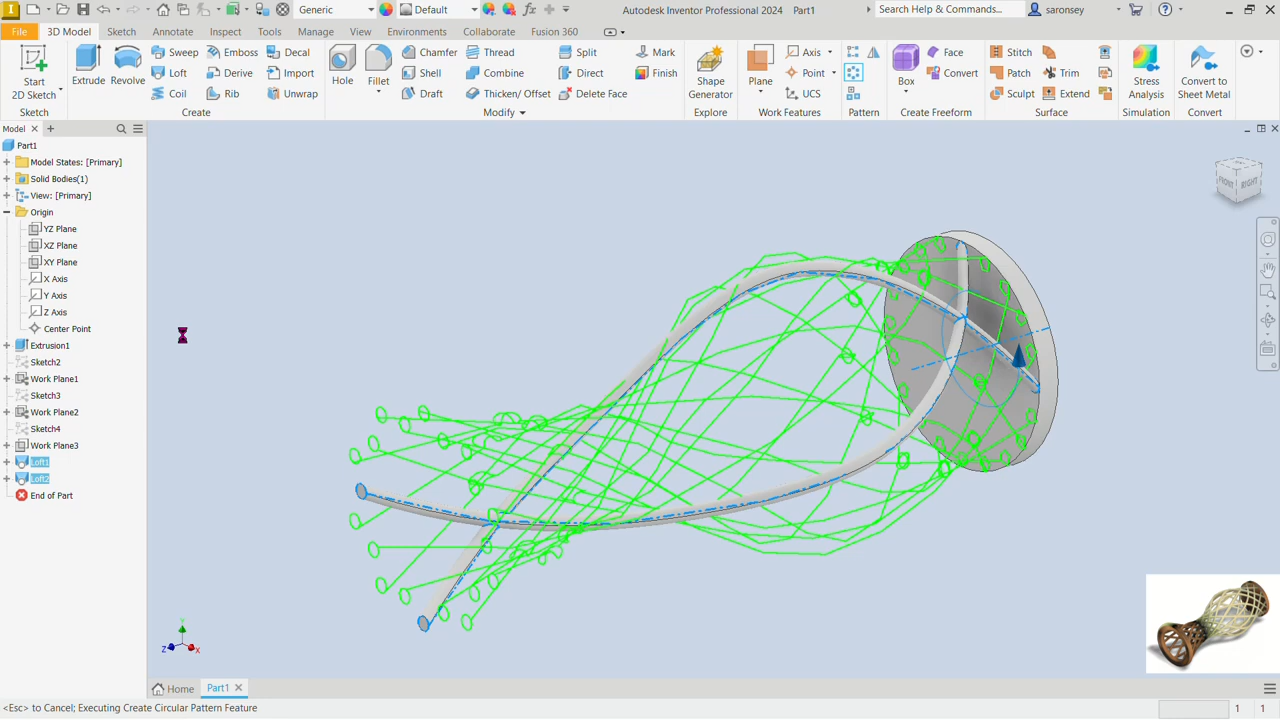 Generic
Default
Autodesk Inventor Professional 2024 Part1
Search Help & Commands...
saronsey
File 3D Model Sketch Annotate Inspect Tools Manage View Environments Collaborate Fusion 360
Start
2D Sketch
Sketch
Extrude
Revolve
Sweep Emboss Decal
Loft Derive Import
Coil Rib Unwrap
Create
Hole
Fillet
Chamfer Thread Split Mark
Shell Combine Direct Finish
Draft Thicken/ Offset Delete Face
Modify
Shape
Generator
Explore
Plane
Axis
Point
UCS
Work Features
Pattern
Box
Face
Convert
Create Freeform
Stitch
Patch Trim
Sculpt Extend
Surface
Stress
Analysis
Simulation
Convert to
Sheet Metal
Convert
Model
Part1
Model States: [Primary]
Solid Bodies(1)
View: [Primary]
Origin
YZ Plane
XZ Plane
XY Plane
X Axis
Y Axis
Z Axis
Center Point
Extrusion1
Sketch2
Work Plane1
Sketch3
Work Plane2
Sketch4
Work Plane3
Loft1
Loft2
End of Part
FRONT RIGHT
Y
Z X
Home Part1
<Esc> to Cancel; Executing Create Circular Pattern Feature
1 1